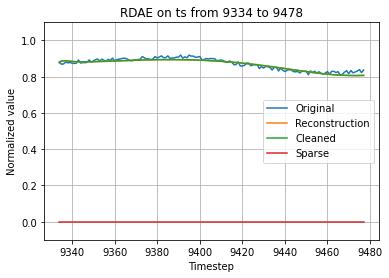 RDAE on ts from 9334 to 9478
Normalized value
1.0
0.8
0.6
0.4
0.2
0.0
Original
Reconstruction
Cleaned
Sparse
9340 9360 9380 9400 9420 9440 9460 9480
Timestep